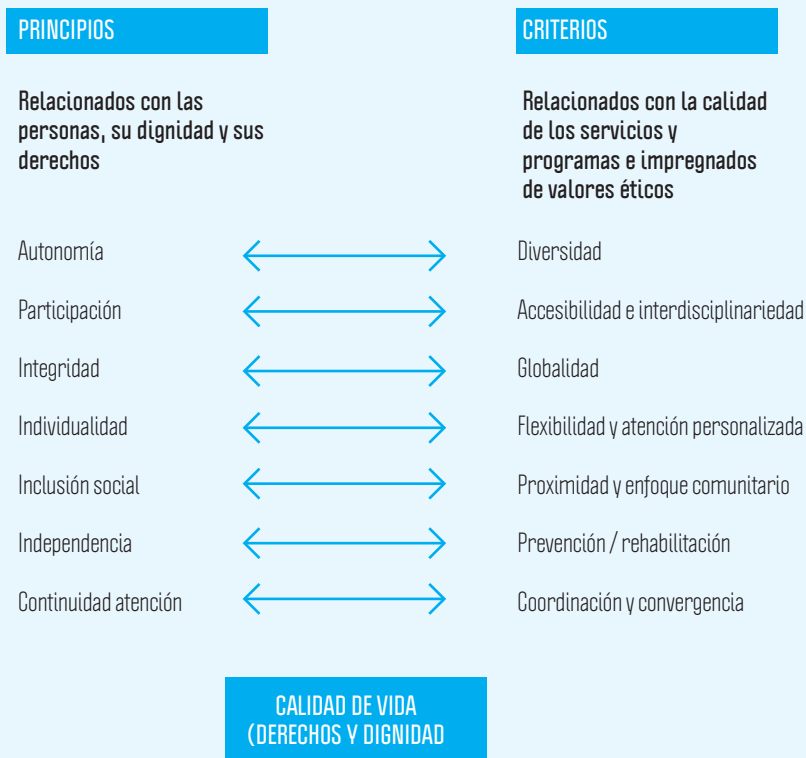 PRINCIPIOS
CRITERIOS
Relacionados con las
personas, su dignidad y sus
derechos
Relacionados con la calidad
de los servicios y
programas e impregnados
de valores éticos
Autonomía
Diversidad
Participación
Accesibilidad e interdisciplinariedad
Integridad
Globalidad
Individualidad
Flexibilidad y atención personalizada
Inclusión social
Proximidad y enfoque comunitario
Independencia
Prevención / rehabilitación
Continuidad atención
Coordinación y convergencia
CALIDAD DE VIDA
(DERECHOS Y DIGNIDAD